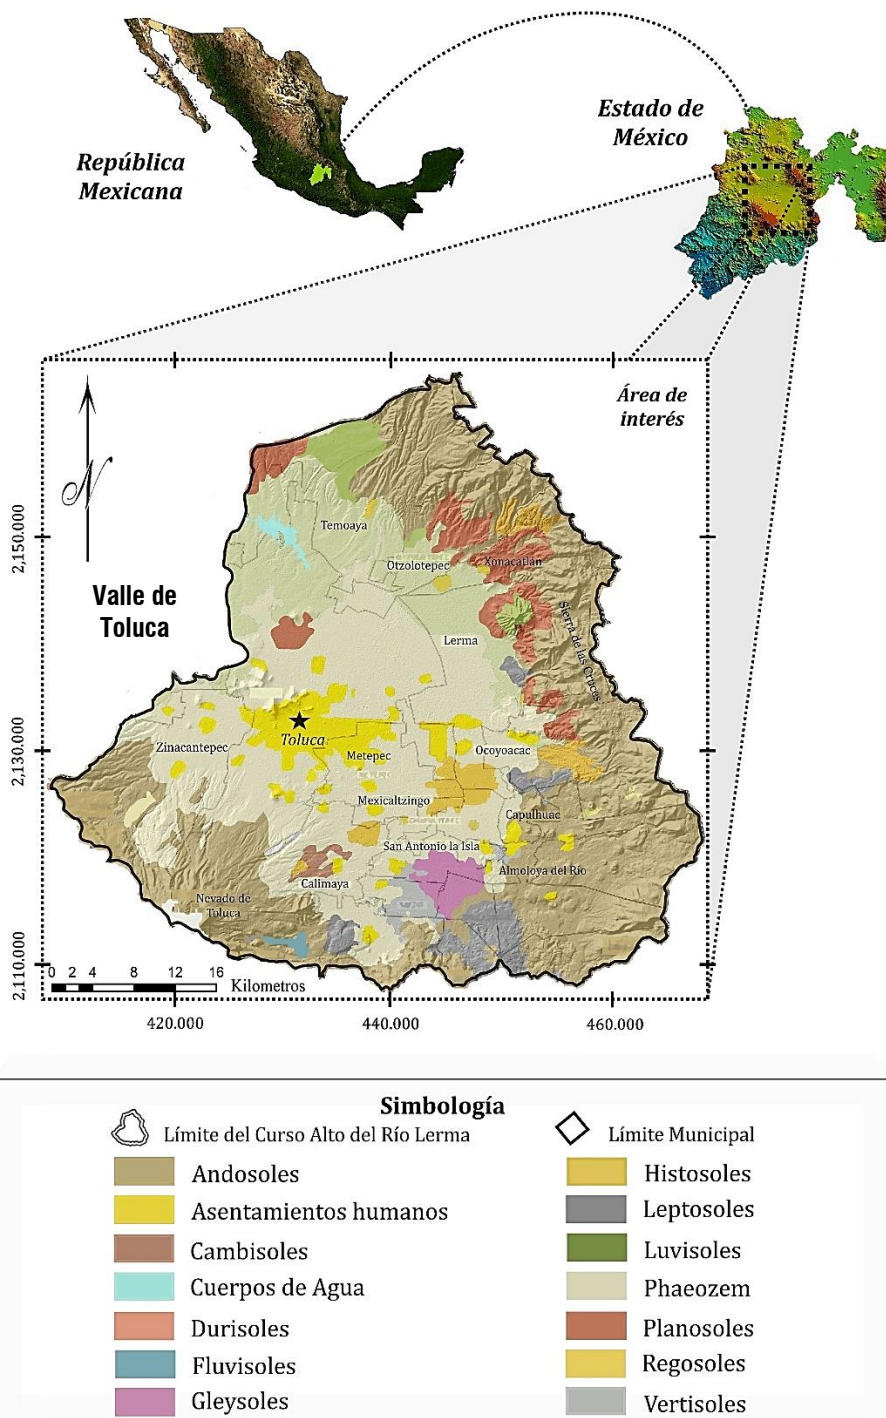 Estado de
México
República
Mexicana
Área de
interés
N
Valle de
Toluca
2,150.000
2,130.000
2,110.000
Temoaya
Otzolotepec
Xonacatlán
Sierra de las Cruces
Lerma
Toluca
Zinacantepec
Metepec
Ocoyoacac
Mexicaltzingo
Capulhuac
San Antonio la Isla
Almoloya del Río
Calimaya
Nevado de
Toluca
0 2 4 8 12 16
Kilometros
420.000 440.000 460.000
Simbología
Límite del Curso Alto del Río Lerma
Límite Municipal
Andosoles
Asentamientos humanos
Cambisoles
Cuerpos de Agua
Durisoles
Fluvisoles
Gleysoles
Histosoles
Leptosoles
Luvisoles
Phaeozem
Planosoles
Regosoles
Vertisoles